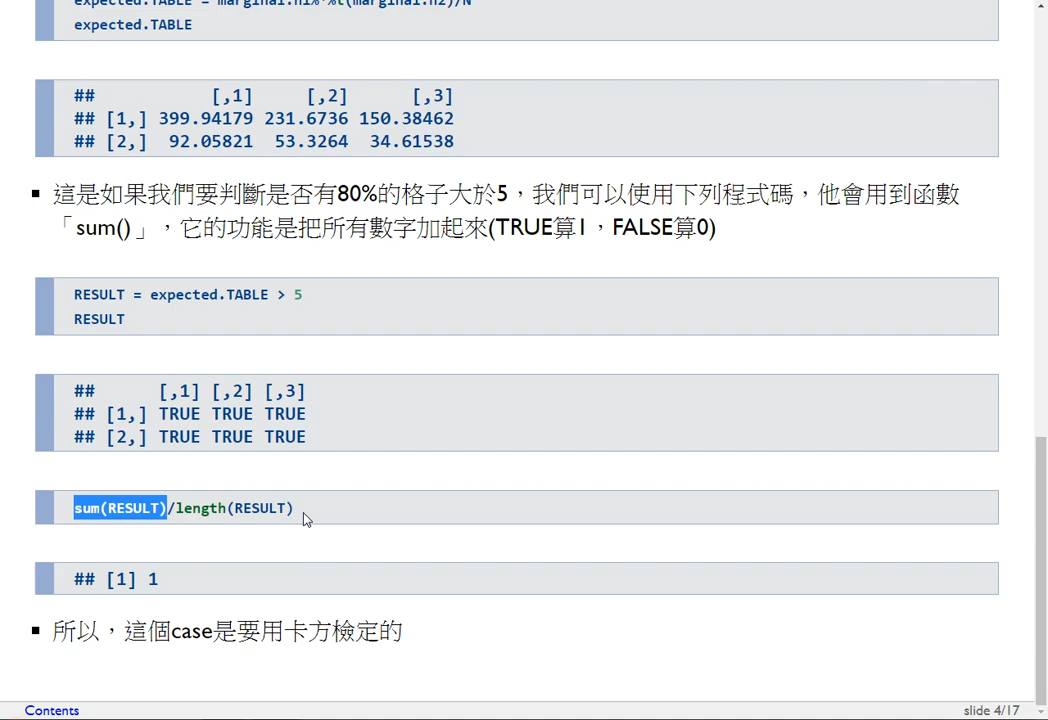 expected.TABLE = marginal.n1%*%t(marginal.n2)/N
expected.TABLE
##           [,1]     [,2]      [,3]
## [1,] 399.94179 231.6736 150.38462
## [2,]  92.05821  53.3264  34.61538
▪ 這是如果我們要判斷是否有80%的格子大於5，我們可以使用下列程式碼，他會用到函數
「sum()」，它的功能是把所有數字加起來(TRUE算1，FALSE算0)
RESULT = expected.TABLE > 5
RESULT
##      [,1] [,2] [,3]
## [1,] TRUE TRUE TRUE
## [2,] TRUE TRUE TRUE
sum(RESULT)/length(RESULT)
## [1] 1
▪ 所以，這個case是要用卡方檢定的
Contents
slide 4/17